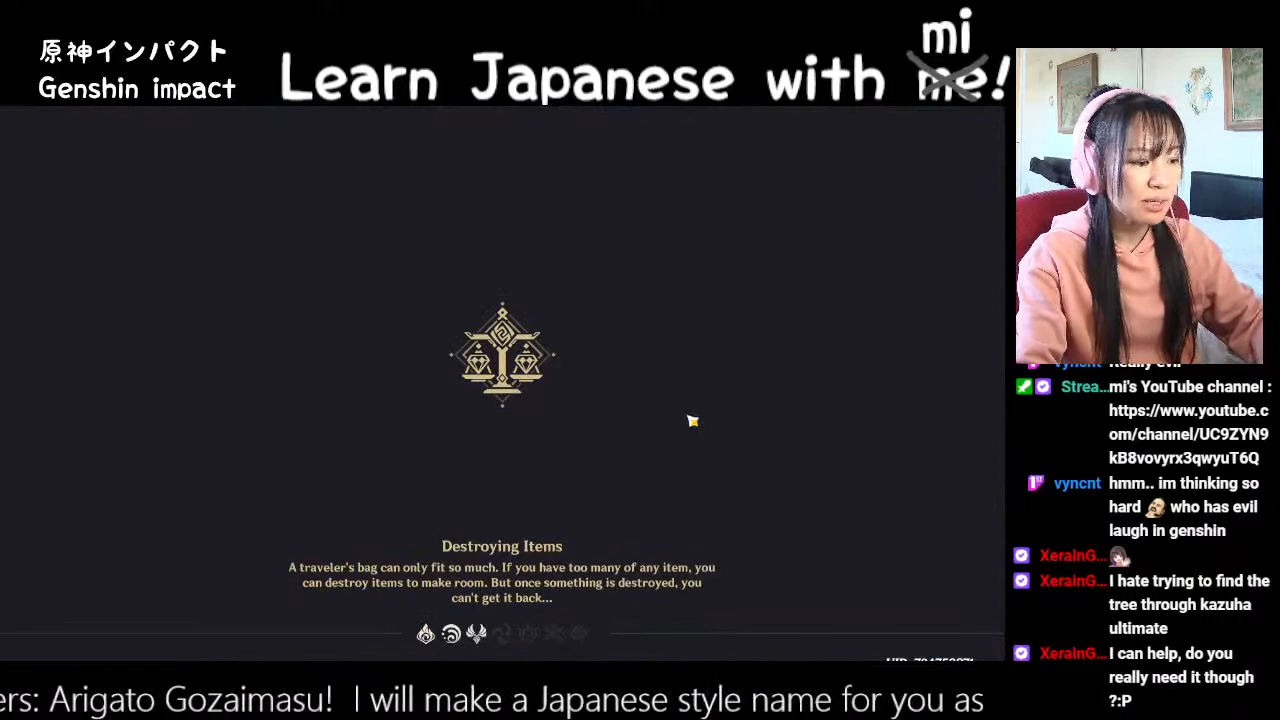 原神インパクト
Genshin impact
mi
Learn Japanese with me!
Destroying Items
A traveler's bag can only fit so much. If you have too many of any item, you
can destroy items to make room. But once something is destroyed, you
can't get it back...
vyncnt Really evil
Strea... mi's YouTube channel :
https://www.youtube.c
om/channel/UC9ZYN9
kB8vovyrx3qwyuT6Q
vyncnt hmm.. im thinking so
hard who has evil
laugh in genshin
XerainG...
XerainG... I hate trying to find the
tree through kazuha
ultimate
XerainG... I can help, do you
really need it though
?:P
ers: Arigato Gozaimasu! I will make a Japanese style name for you as